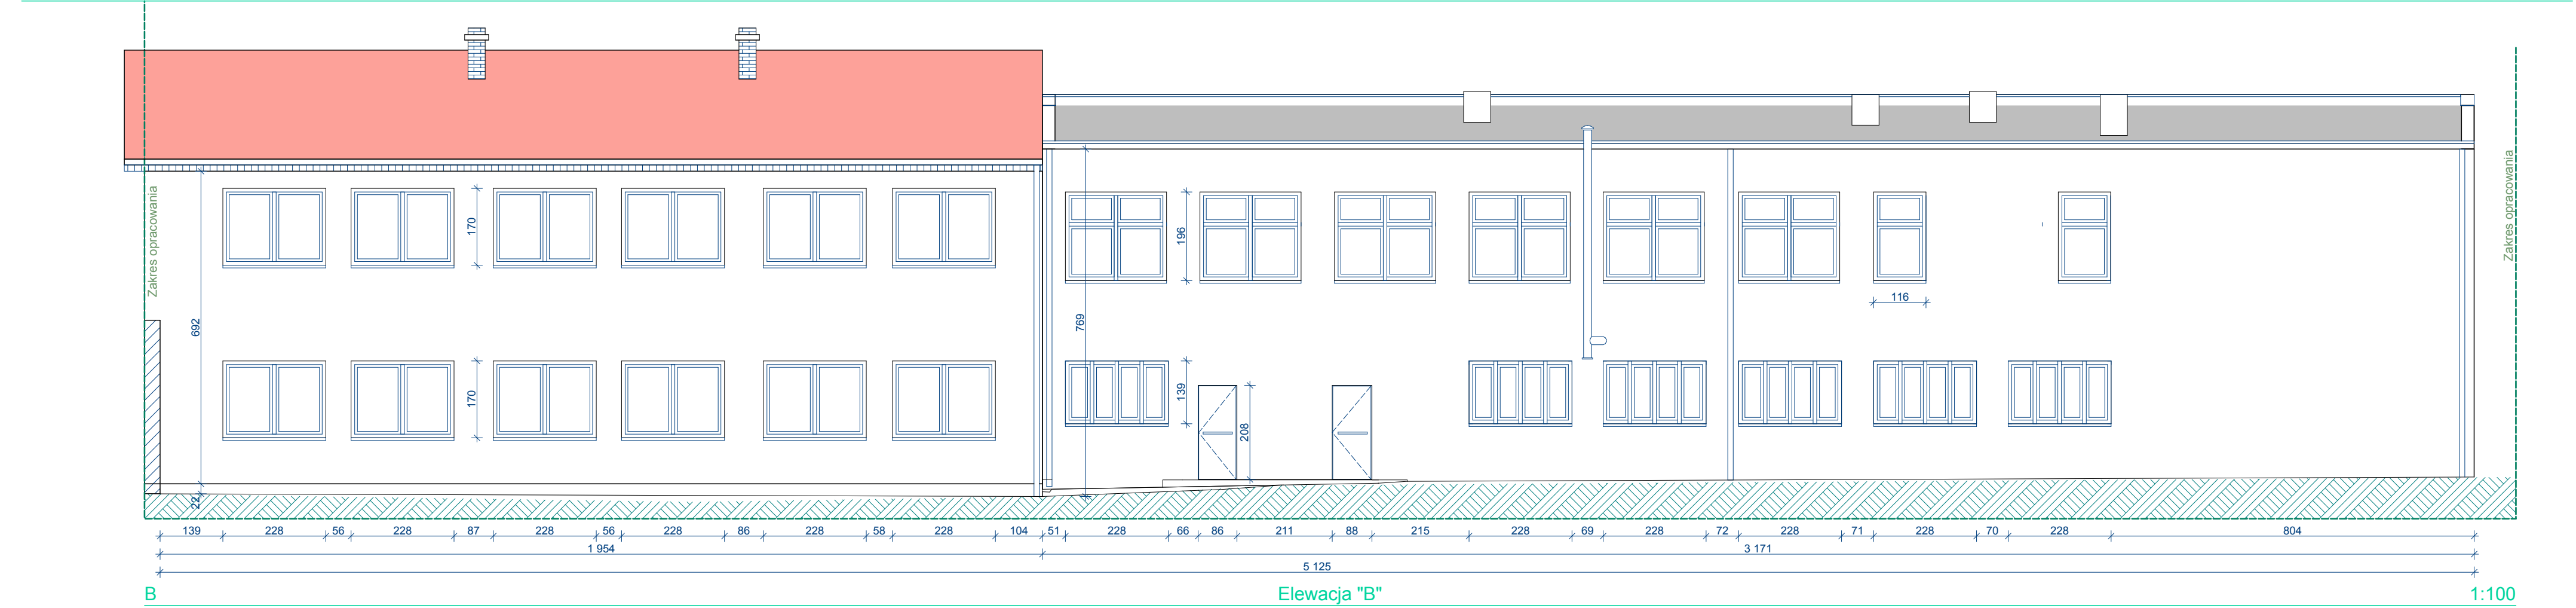 Zakres opracowania
Zakres opracowania
170
196
116
692
769
170
139
208
22
139 228 56 228 87 228 56 228 86 228 58 228 104 51 228 66 86 211 88 215 228 69 228 72 228 71 228 70 228 804
1 954 3 171
5 125
B Elewacja "B" 1:100